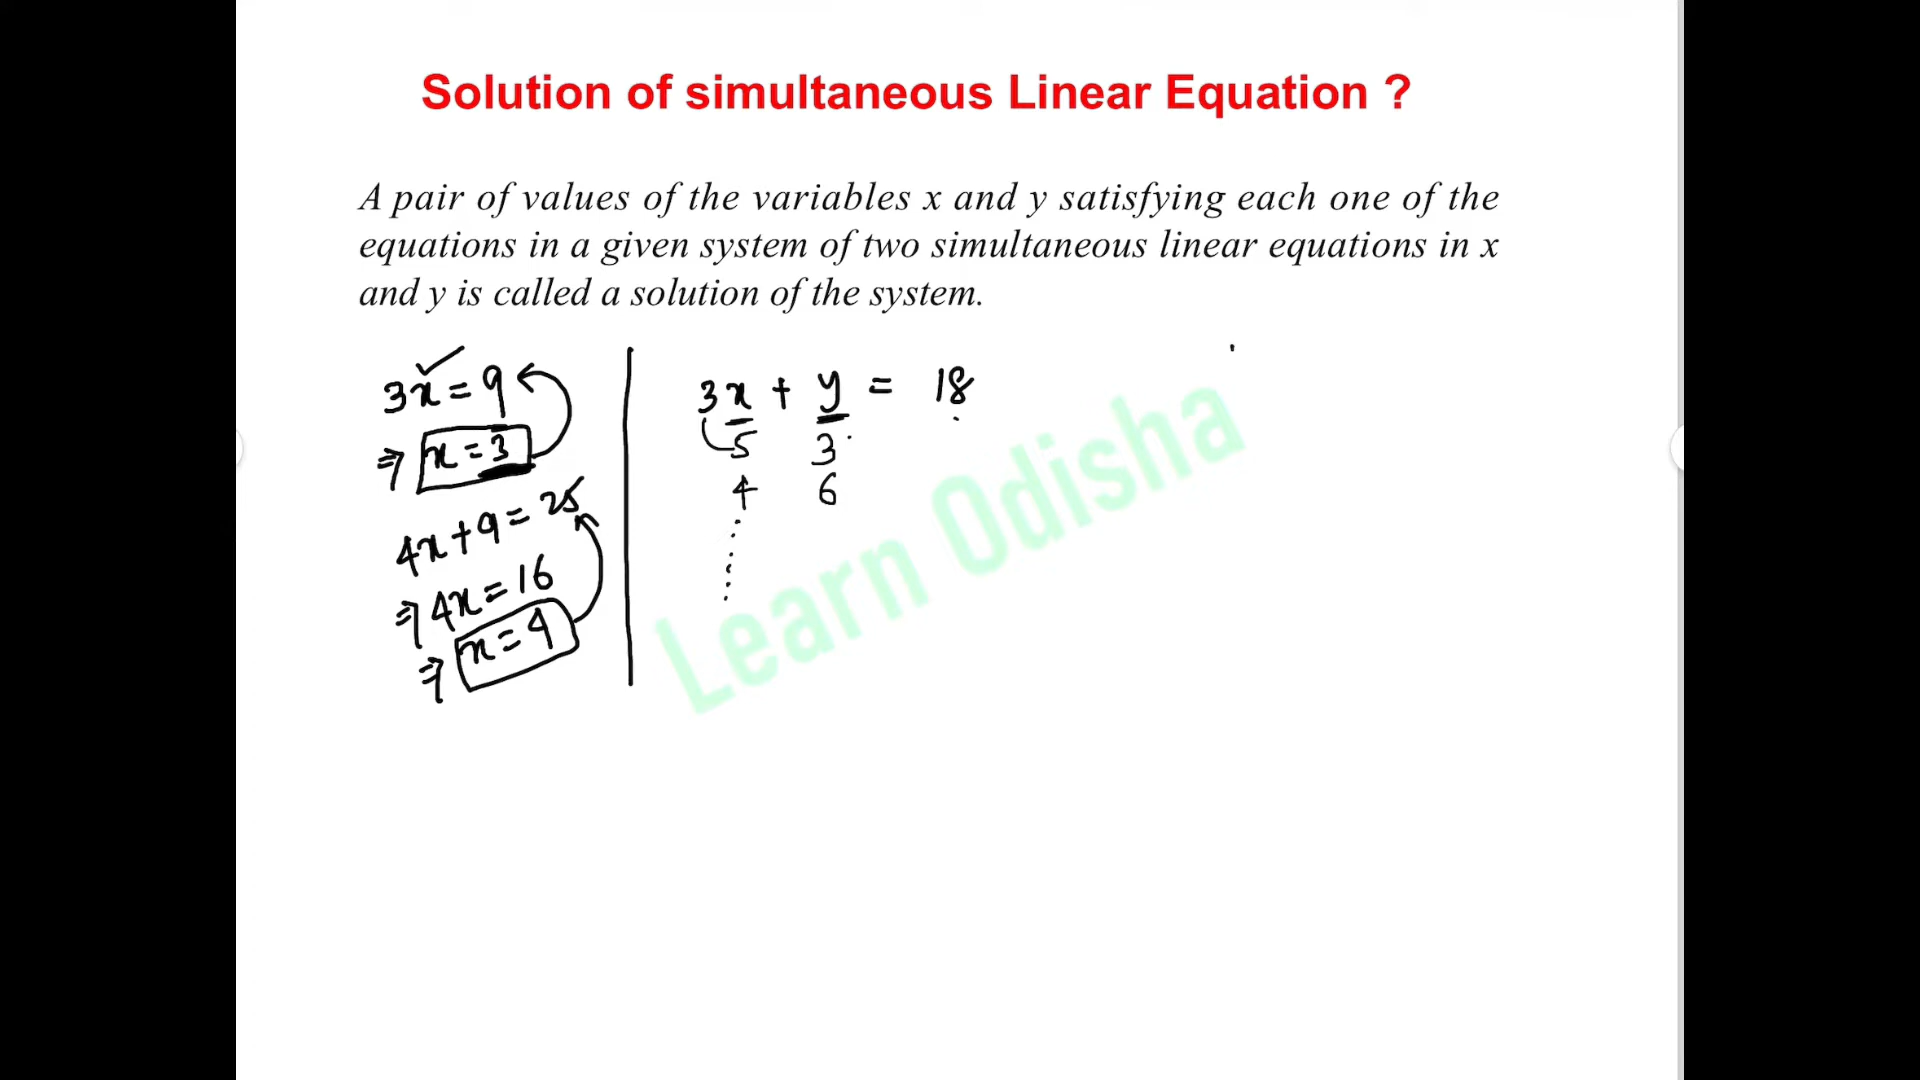 Solution of simultaneous Linear Equation ?
A pair of values of the variables x and y satisfying each one of the
equations in a given system of two simultaneous linear equations in x
and y is called a solution of the system.
3x = 9
⇒ x = 3
4x + 9 = 25
⇒ 4x = 16
⇒ x = 4
3x + y = 18
5 3
4 6
Learn Odisha